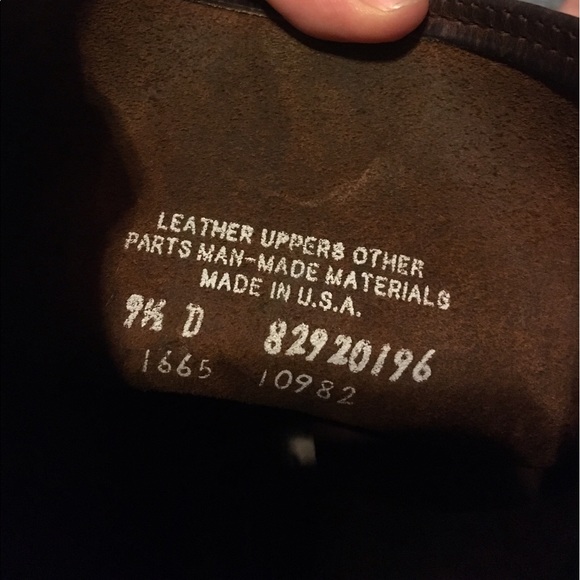 LEATHER UPPERS OTHER
PARTS MAN-MADE MATERIALS
MADE IN U.S.A.
9½ D 82920196
1665 10982